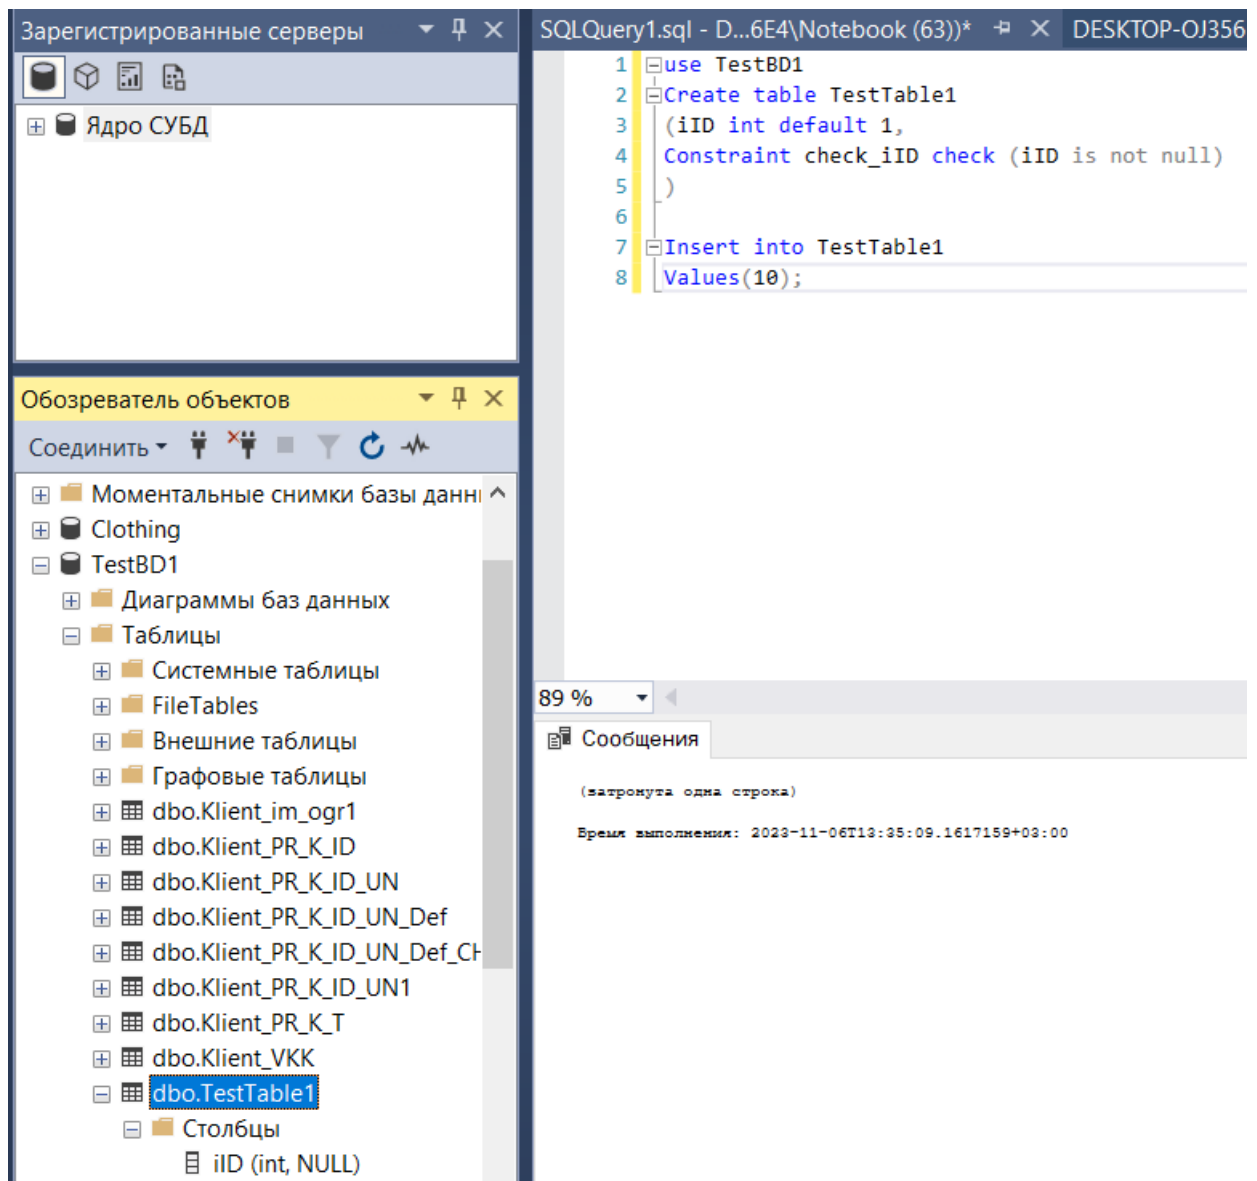 Зарегистрированные серверы
Ядро СУБД
Обозреватель объектов
Соединить
Моментальные снимки базы данн
Clothing
TestBD1
Диаграммы баз данных
Таблицы
Системные таблицы
FileTables
Внешние таблицы
Графовые таблицы
dbo.Klient_im_ogr1
dbo.Klient_PR_K_ID
dbo.Klient_PR_K_ID_UN
dbo.Klient_PR_K_ID_UN_Def
dbo.Klient_PR_K_ID_UN_Def_CH
dbo.Klient_PR_K_ID_UN1
dbo.Klient_PR_K_T
dbo.Klient_VKK
dbo.TestTable1
Столбцы
iID (int, NULL)
SQLQuery1.sql - D...6E4\Notebook (63))* DESKTOP-OJ356
1 use TestBD1
2 Create table TestTable1
3 (iID int default 1,
4 Constraint check_iID check (iID is not null)
5 )
6
7 Insert into TestTable1
8 Values(10);
89 %
Сообщения
(затронута одна строка)
Время выполнения: 2023-11-06T13:35:09.1617159+03:00